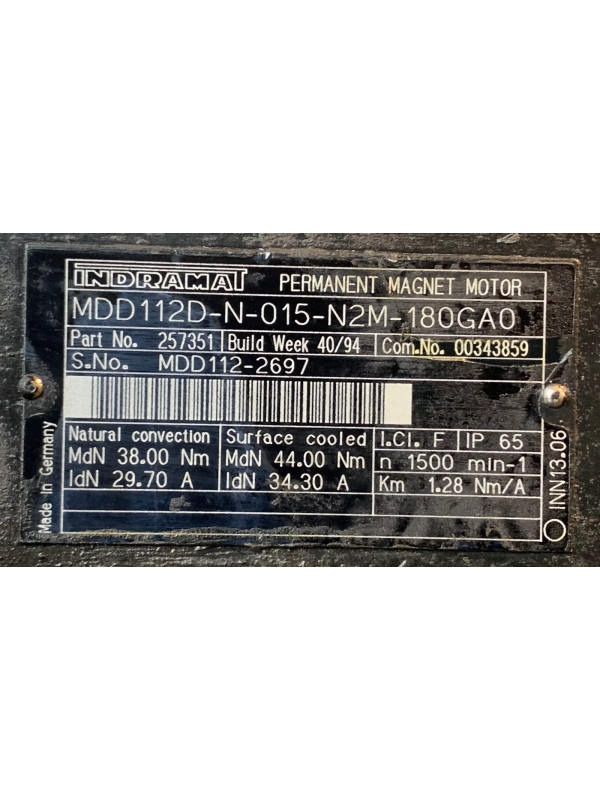 INDRAMAT PERMANENT MAGNET MOTOR
MDD112D-N-015-N2M-180GA0
Part No. 257351 Build Week 40/94 Com.No. 00343859
S.No. MDD112-2697
Natural convection Surface cooled I.Cl. F IP 65
MdN 38.00 Nm MdN 44.00 Nm n 1500 min-1
IdN 29.70 A IdN 34.30 A Km 1.28 Nm/A
Made in Germany
INN13.06